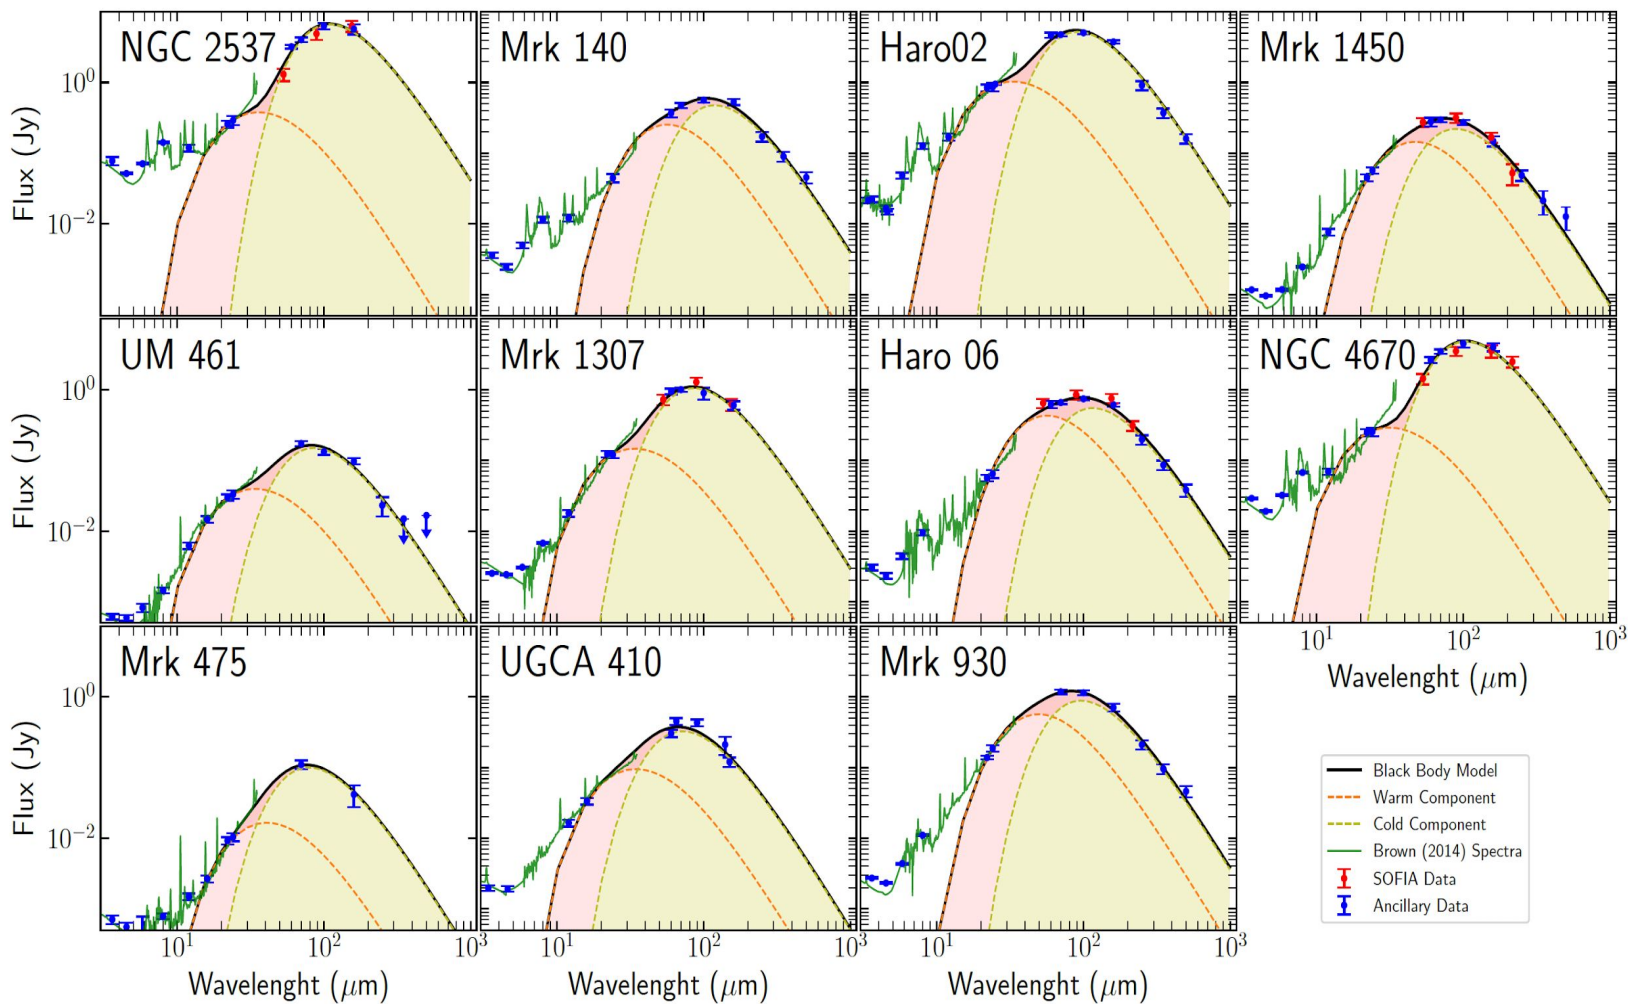 NGC 2537
Mrk 140
Haro02
Mrk 1450
Flux (Jy)
10⁰
10⁻²
UM 461
Mrk 1307
Haro 06
NGC 4670
Flux (Jy)
10⁰
10⁻²
10¹ 10² 10³
Wavelenght (μm)
Mrk 475
UGCA 410
Mrk 930
Flux (Jy)
10⁰
10⁻²
Black Body Model
Warm Component
Cold Component
Brown (2014) Spectra
SOFIA Data
Ancillary Data
10¹ 10² 10³ 10¹ 10² 10³ 10¹ 10² 10³
Wavelenght (μm)
Wavelenght (μm)
Wavelenght (μm)